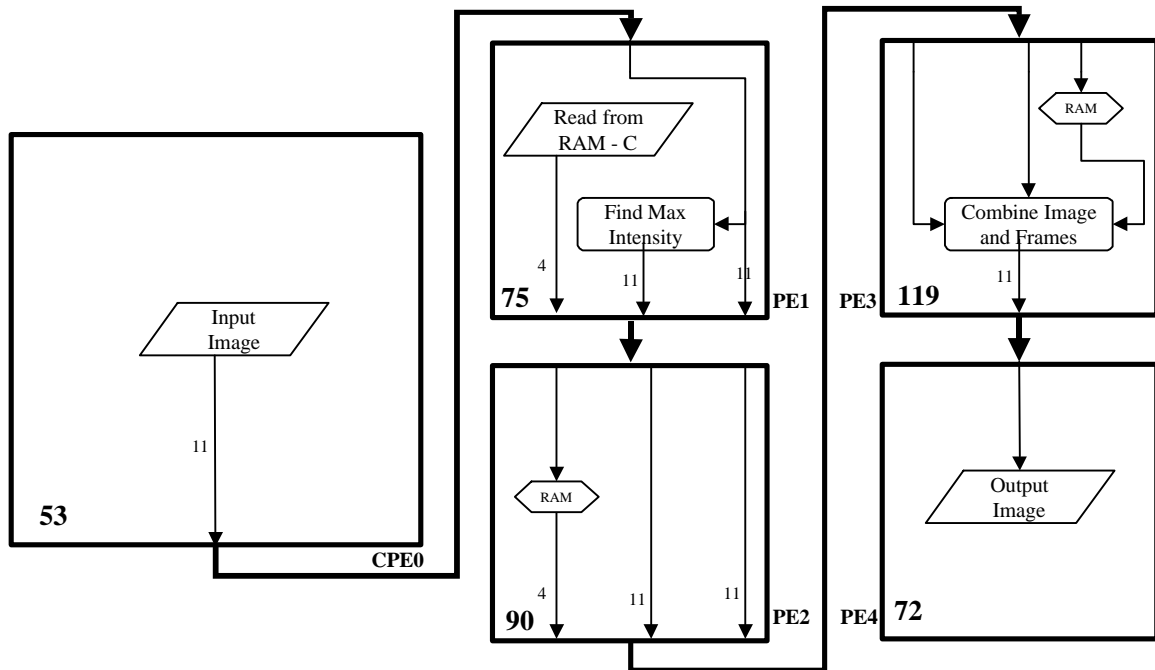 Input
Image
11
53
CPE0
Read from
RAM - C
Find Max
Intensity
4
11
11
75
PE1
RAM
4
11
11
90
PE2
RAM
Combine Image
and Frames
11
PE3
119
Output
Image
PE4
72